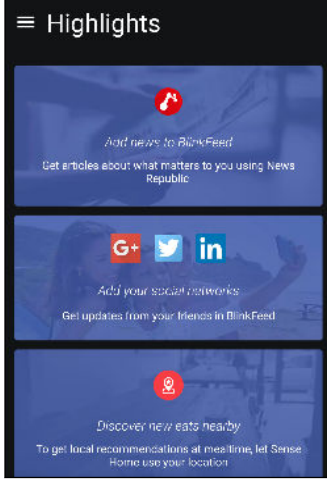 Highlights
Add news to BlinkFeed
Get articles about what matters to you using News
Republic
G+ in
Add your social networks
Get updates from your friends in BlinkFeed
Discover new eats nearby
To get local recommendations at mealtime, let Sense
Home use your location